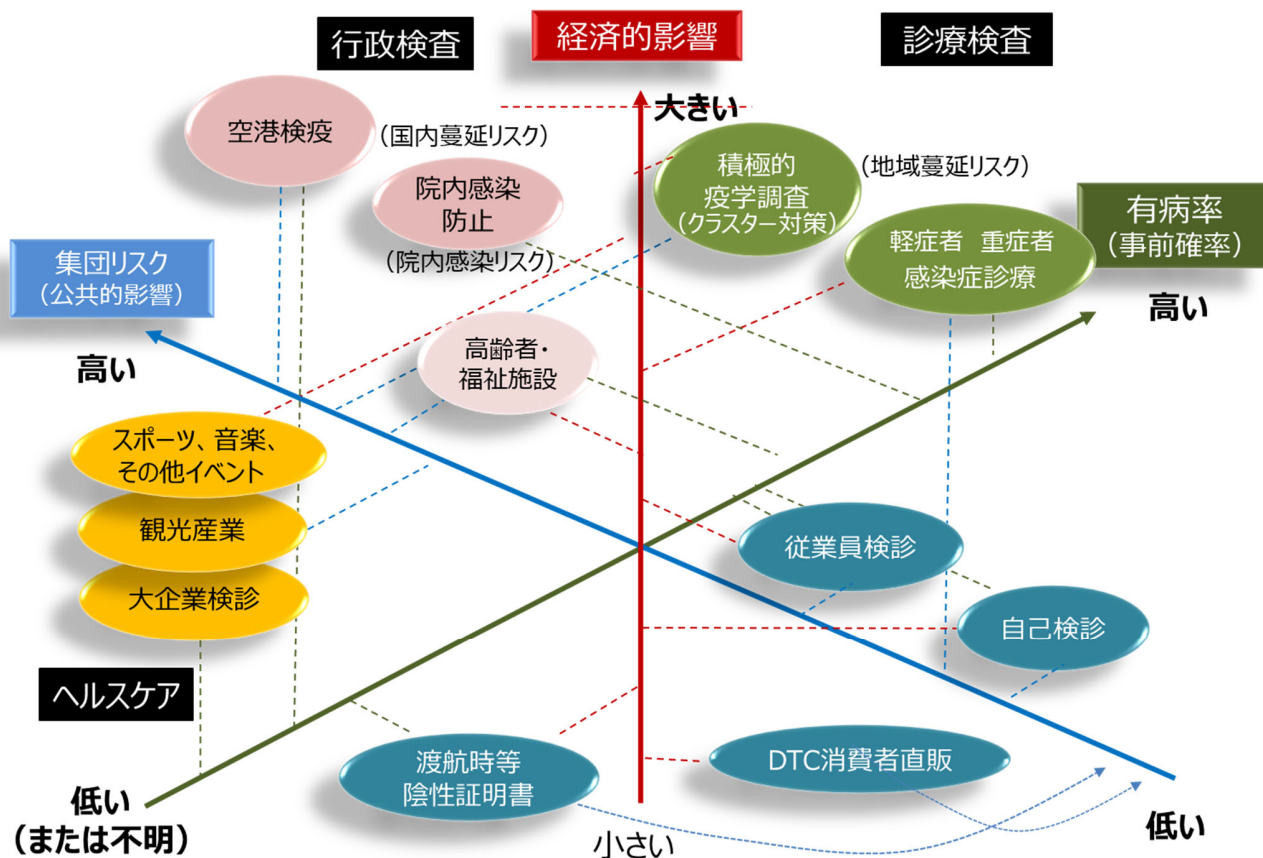 行政検査
経済的影響
診療検査
大きい
空港検疫
(国内蔓延リスク)
院内感染
防止
(院内感染リスク)
積極的
疫学調査
(クラスター対策)
(地域蔓延リスク)
有病率
(事前確率)
高い
軽症者 重症者
感染症診療
集団リスク
(公共的影響)
高い
高齢者・
福祉施設
スポーツ、音楽、
その他イベント
観光産業
大企業検診
従業員検診
自己検診
ヘルスケア
渡航時等
陰性証明書
DTC消費者直販
低い
(または不明)
小さい
低い